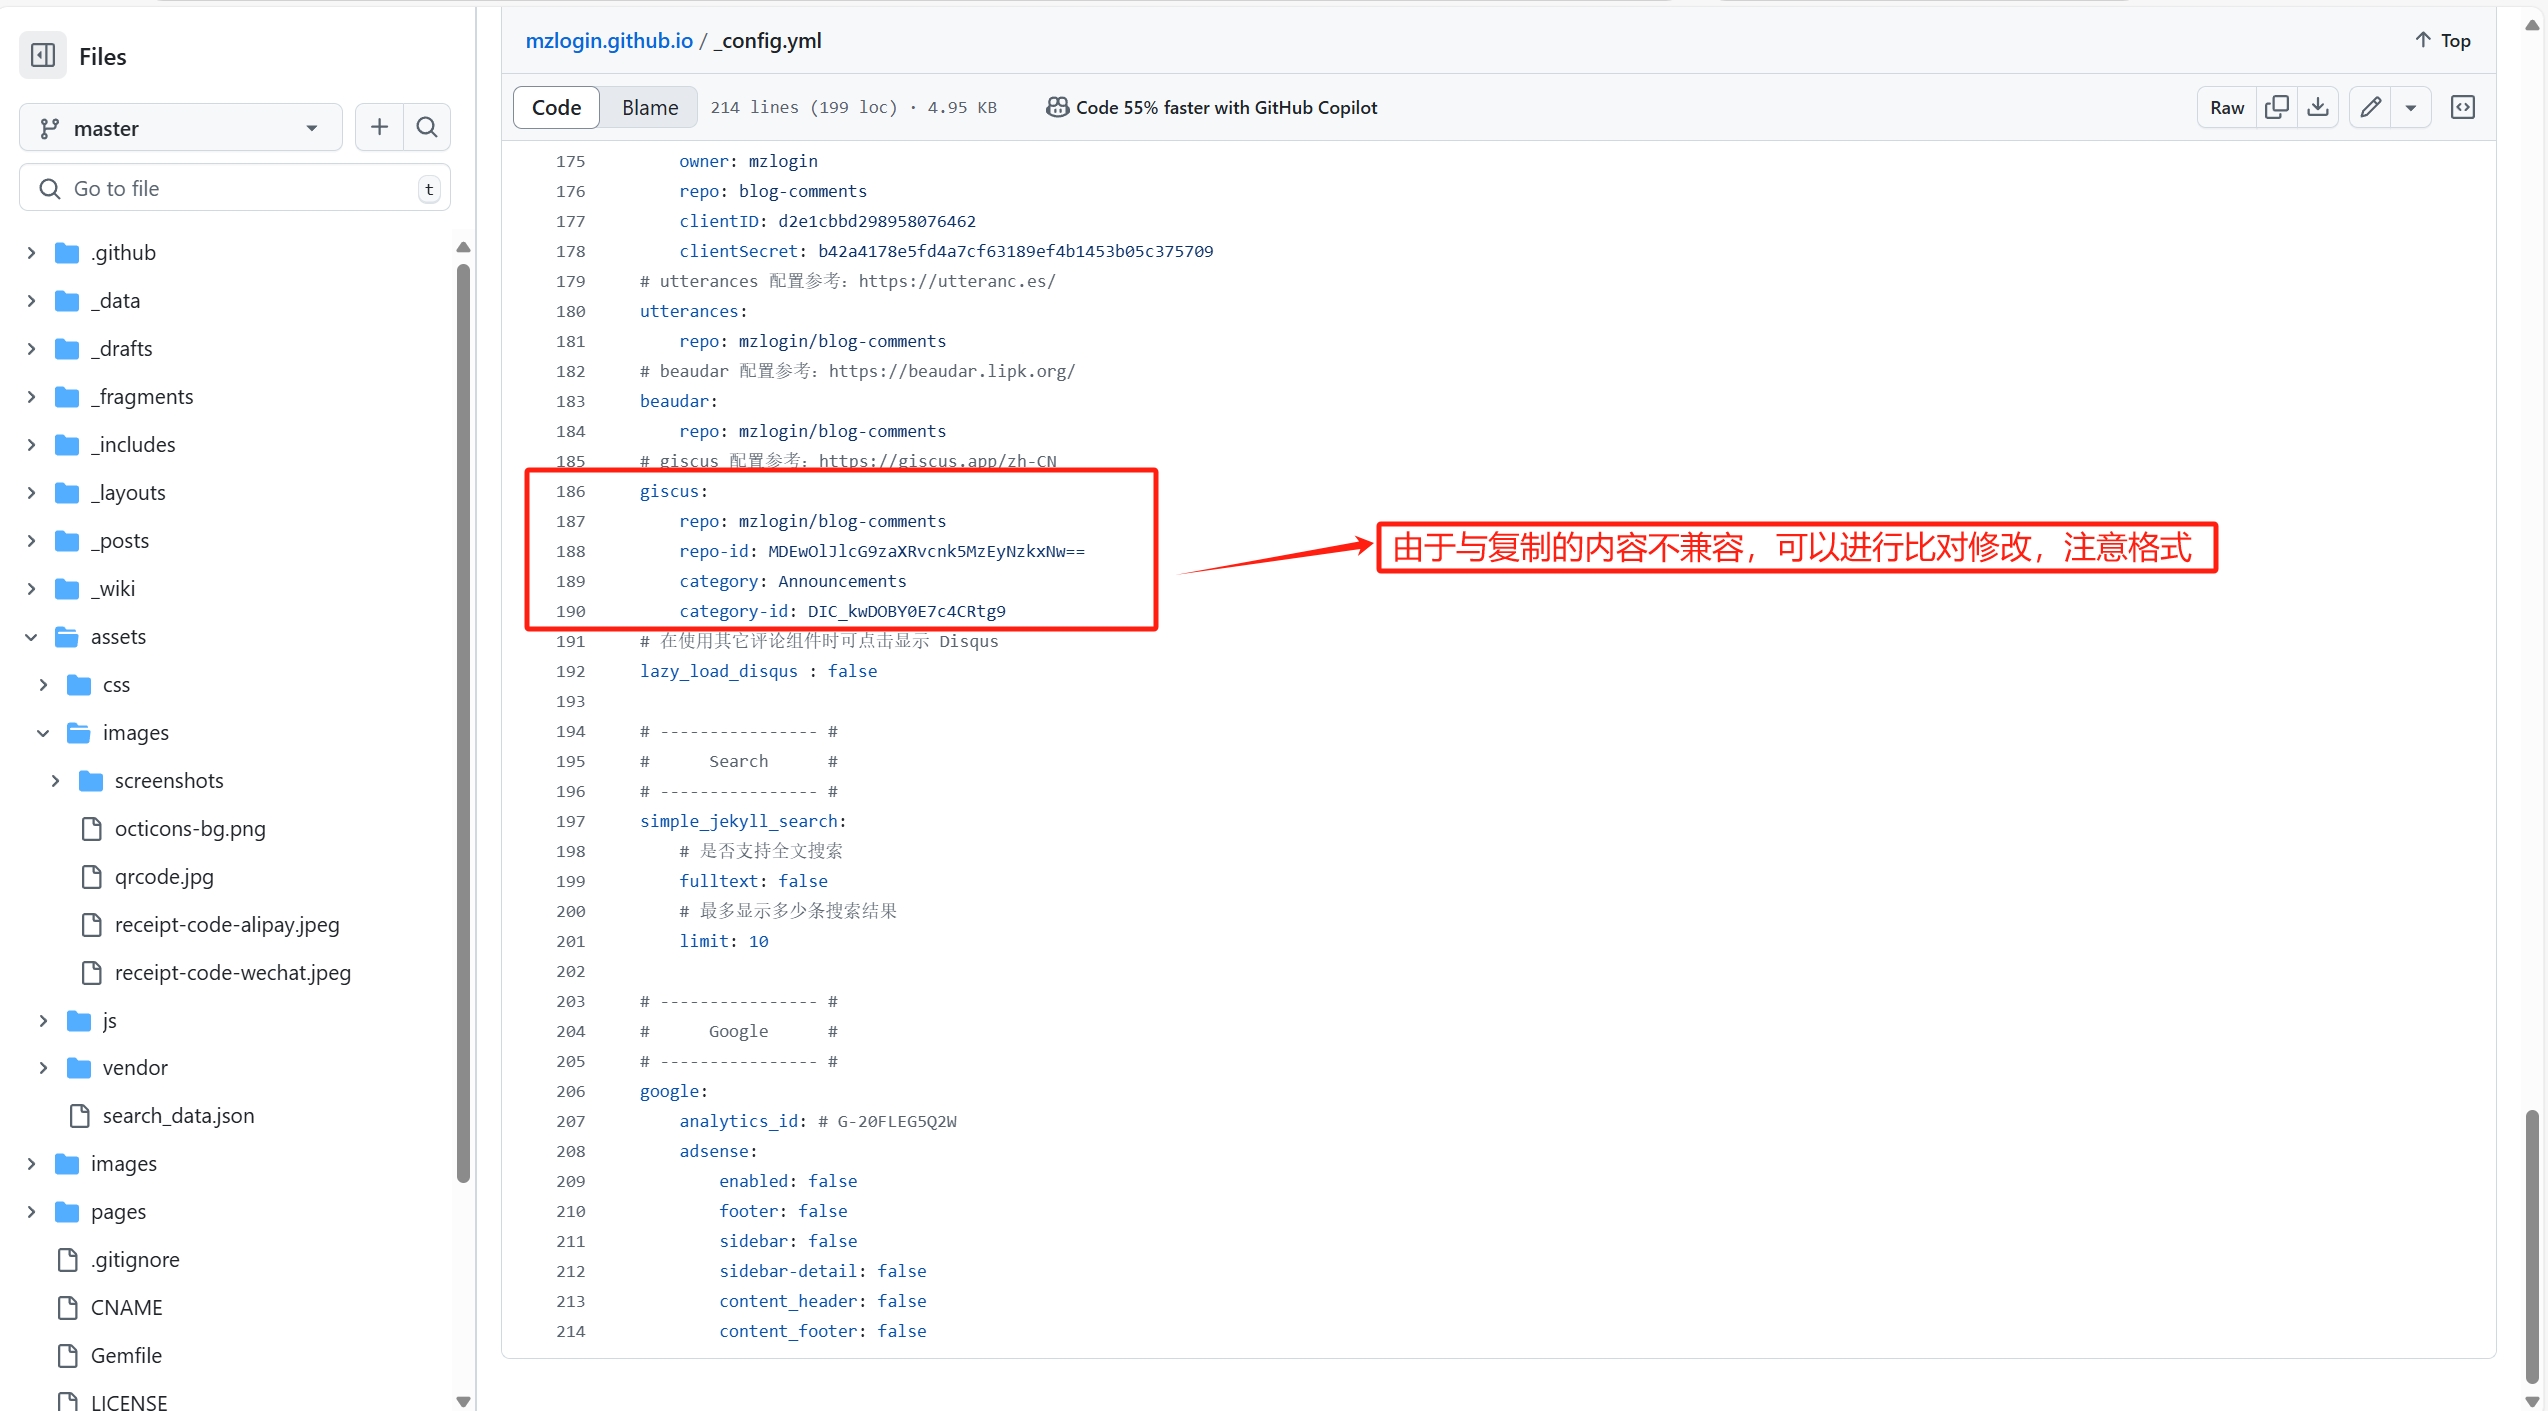 Files
master
Go to file
t
.github
_data
_drafts
_fragments
_includes
_layouts
_posts
_wiki
assets
css
images
screenshots
octicons-bg.png
qrcode.jpg
receipt-code-alipay.jpeg
receipt-code-wechat.jpeg
js
vendor
search_data.json
images
pages
.gitignore
CNAME
Gemfile
LICENSE
mzlogin.github.io / _config.yml
Top
Code Blame 214 lines (199 loc) · 4.95 KB Code 55% faster with GitHub Copilot Raw
175 owner: mzlogin
176 repo: blog-comments
177 clientID: d2e1cbbd298958076462
178 clientSecret: b42a4178e5fd4a7cf63189ef4b1453b05c375709
179 # utterances 配置参考：https://utteranc.es/
180 utterances:
181 repo: mzlogin/blog-comments
182 # beaudar 配置参考：https://beaudar.lipk.org/
183 beaudar:
184 repo: mzlogin/blog-comments
185 # giscus 配置参考：https://giscus.app/zh-CN
186 giscus:
187 repo: mzlogin/blog-comments
188 repo-id: MDEwOlJlcG9zaXRvcnk5MzEyNzkxNw==
189 category: Announcements
190 category-id: DIC_kwDOBY0E7c4CRtg9
由于与复制的内容不兼容，可以进行比对修改，注意格式
191 # 在使用其它评论组件时可点击显示 Disqus
192 lazy_load_disqus : false
193
194 # ---------------- #
195 # Search #
196 # ---------------- #
197 simple_jekyll_search:
198 # 是否支持全文搜索
199 fulltext: false
200 # 最多显示多少条搜索结果
201 limit: 10
202
203 # ---------------- #
204 # Google #
205 # ---------------- #
206 google:
207 analytics_id: # G-20FLEG5Q2W
208 adsense:
209 enabled: false
210 footer: false
211 sidebar: false
212 sidebar-detail: false
213 content_header: false
214 content_footer: false